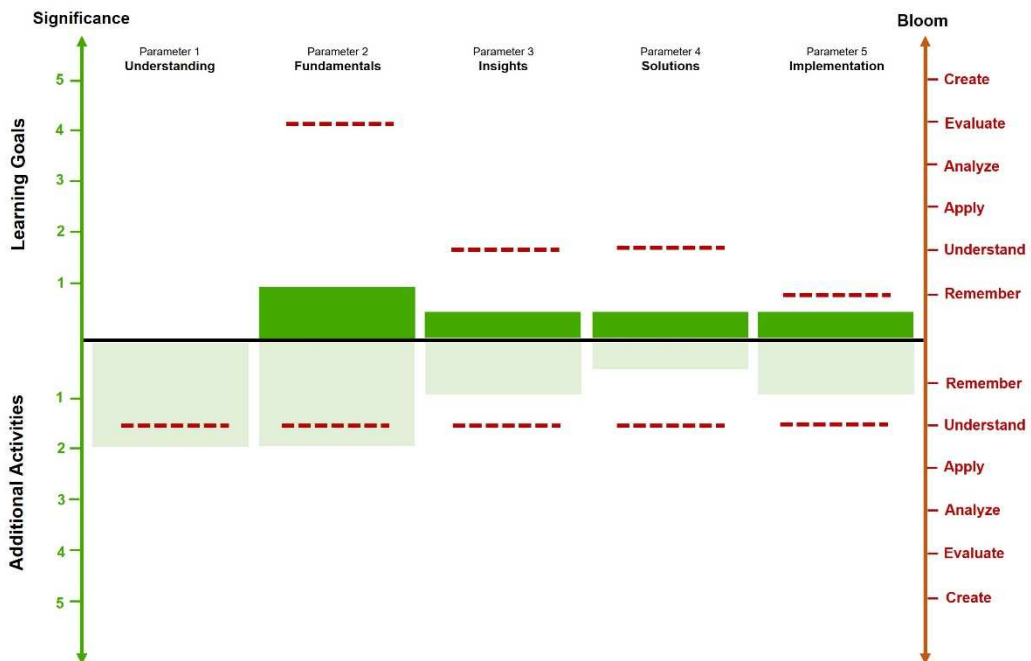 Significance
Bloom
Parameter 1
Understanding
Parameter 2
Fundamentals
Parameter 3
Insights
Parameter 4
Solutions
Parameter 5
Implementation
Learning Goals
5
4
3
2
1
Create
Evaluate
Analyze
Apply
Understand
Remember
Additional Activities
1
2
3
4
5
Remember
Understand
Apply
Analyze
Evaluate
Create